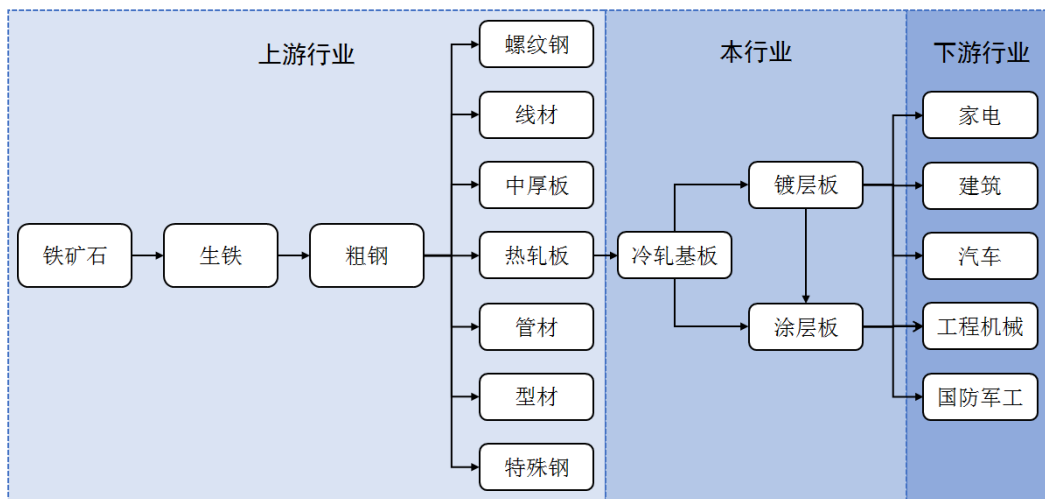 上游行业
本行业
下游行业
螺纹钢
线材
中厚板
铁矿石
生铁
粗钢
热轧板
管材
型材
特殊钢
冷轧基板
镀层板
涂层板
家电
建筑
汽车
工程机械
国防军工